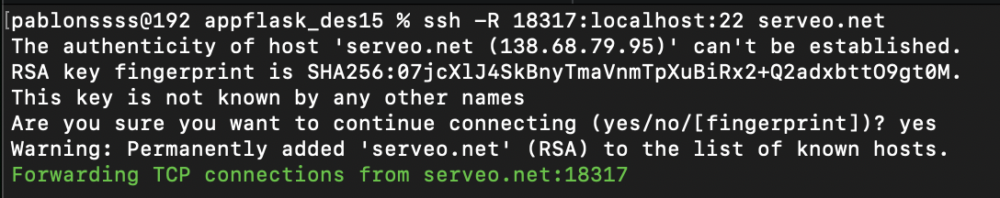 [pablonssss@192 appflask_des15 % ssh -R 18317:localhost:22 serveo.net
The authenticity of host 'serveo.net (138.68.79.95)' can't be established.
RSA key fingerprint is SHA256:07jcXlJ4SkBnyTmaVnmTpXuBiRx2+Q2adxbttO9gt0M.
This key is not known by any other names
Are you sure you want to continue connecting (yes/no/[fingerprint])? yes
Warning: Permanently added 'serveo.net' (RSA) to the list of known hosts.
Forwarding TCP connections from serveo.net:18317